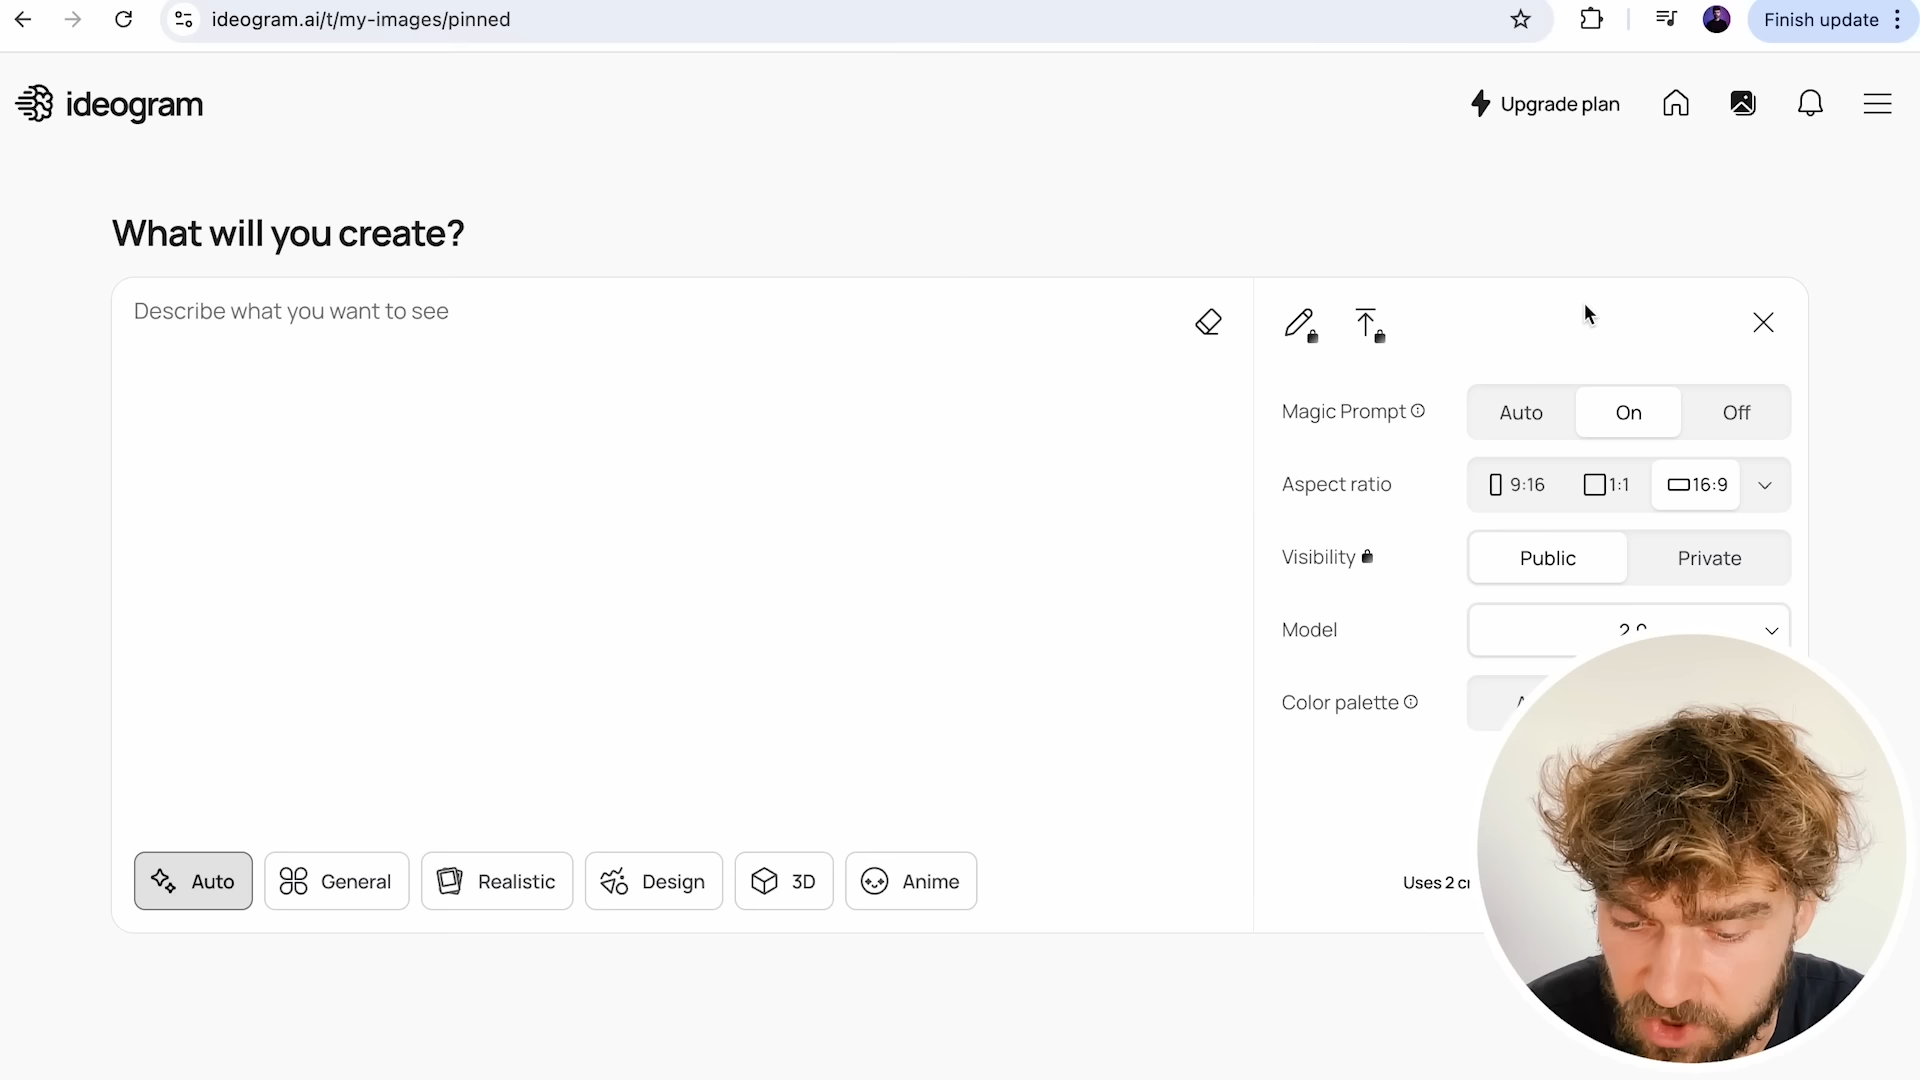 ideogram.ai/t/my-images/pinned
Finish update
ideogram
Upgrade plan
What will you create?
Describe what you want to see
Magic Prompt
Auto
On
Off
Aspect ratio
9:16
1:1
16:9
Visibility
Public
Private
Model
Color palette
Auto
General
Realistic
Design
3D
Anime
Uses 2